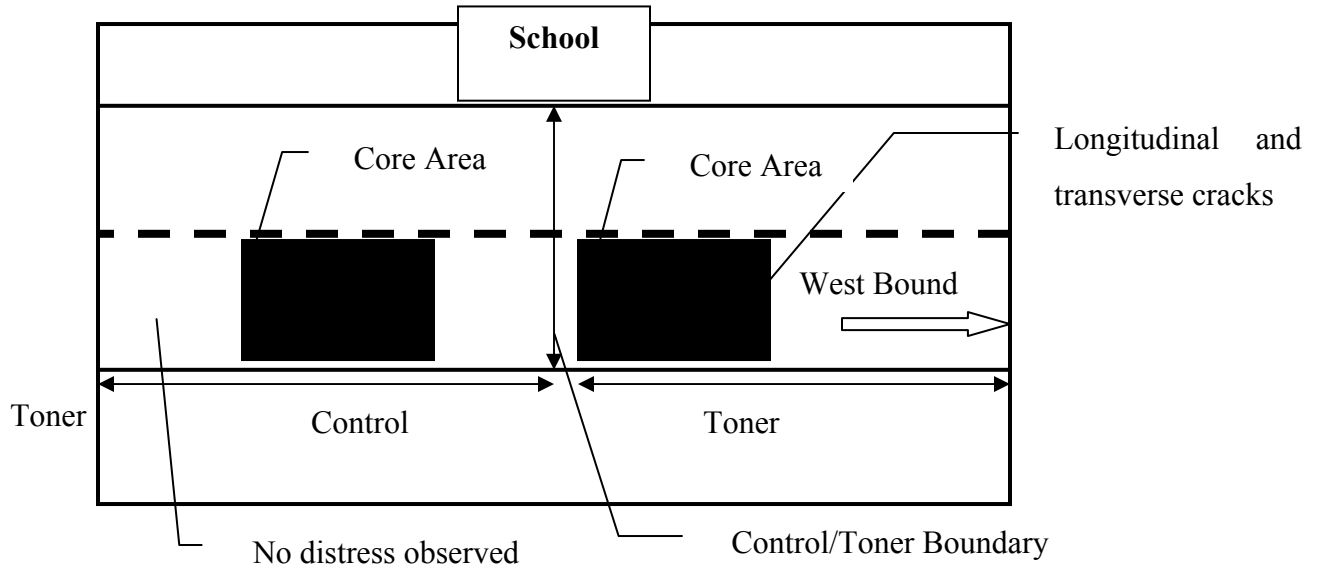 School
Core Area
Core Area
Longitudinal and
transverse cracks
West Bound
Toner
Control
Toner
No distress observed
Control/Toner Boundary